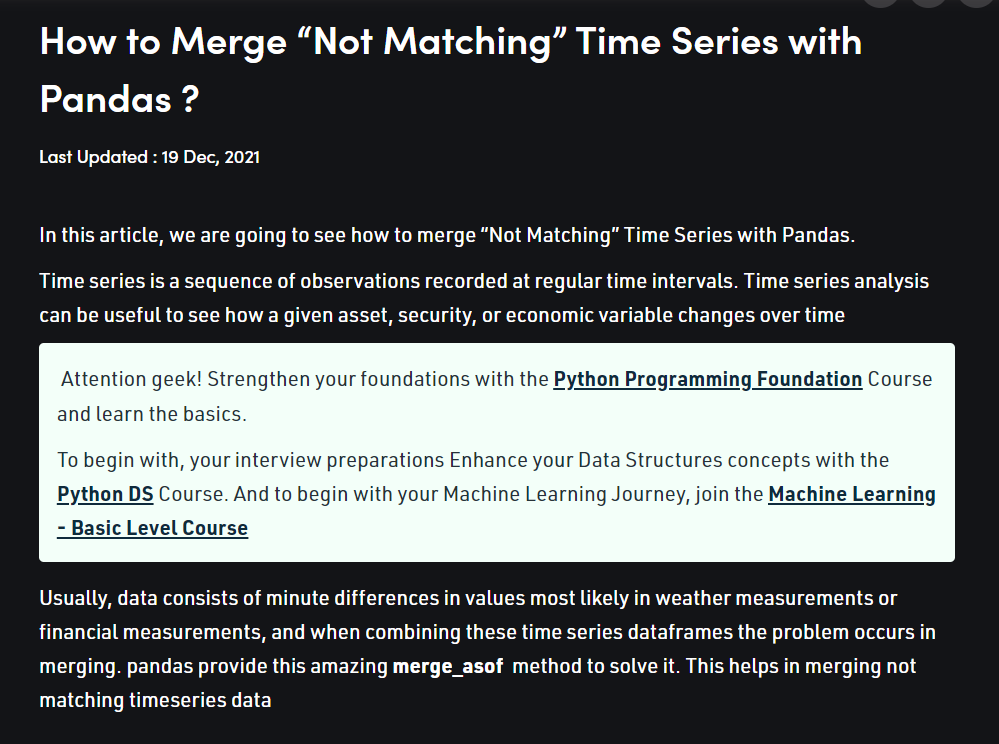 How to Merge “Not Matching” Time Series with
Pandas ?
Last Updated : 19 Dec, 2021
In this article, we are going to see how to merge “Not Matching” Time Series with Pandas.
Time series is a sequence of observations recorded at regular time intervals. Time series analysis
can be useful to see how a given asset, security, or economic variable changes over time
Attention geek! Strengthen your foundations with the Python Programming Foundation Course
and learn the basics.
To begin with, your interview preparations Enhance your Data Structures concepts with the
Python DS Course. And to begin with your Machine Learning Journey, join the Machine Learning
- Basic Level Course
Usually, data consists of minute differences in values most likely in weather measurements or
financial measurements, and when combining these time series dataframes the problem occurs in
merging. pandas provide this amazing merge_asof method to solve it. This helps in merging not
matching timeseries data